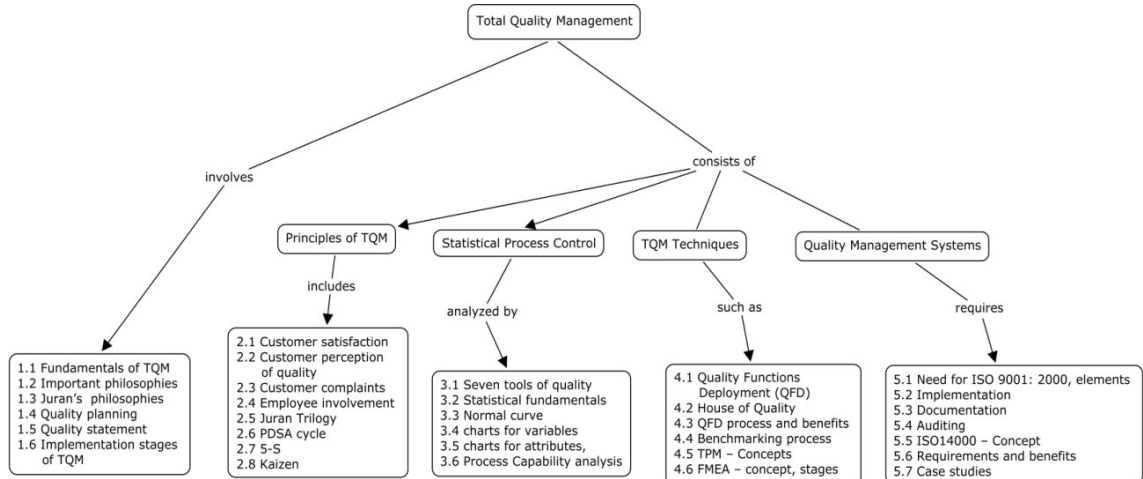 Total Quality Management
involves
consists of
Principles of TQM
Statistical Process Control
TQM Techniques
Quality Management Systems
includes
analyzed by
such as
requires
1.1 Fundamentals of TQM
1.2 Important philosophies
1.3 Juran's  philosophies
1.4 Quality planning
1.5 Quality statement
1.6 Implementation stages
of TQM
2.1 Customer satisfaction
2.2 Customer perception
of quality
2.3 Customer complaints
2.4 Employee involvement
2.5 Juran Trilogy
2.6 PDSA cycle
2.7 5-S
2.8 Kaizen
3.1 Seven tools of quality
3.2 Statistical fundamentals
3.3 Normal curve
3.4 charts for variables
3.5 charts for attributes,
3.6 Process Capability analysis
4.1 Quality Functions
Deployment (QFD)
4.2 House of Quality
4.3 QFD process and benefits
4.4 Benchmarking process
4.5 TPM – Concepts
4.6 FMEA – concept, stages
5.1 Need for ISO 9001: 2000, elements
5.2 Implementation
5.3 Documentation
5.4 Auditing
5.5 ISO14000 – Concept
5.6 Requirements and benefits
5.7 Case studies